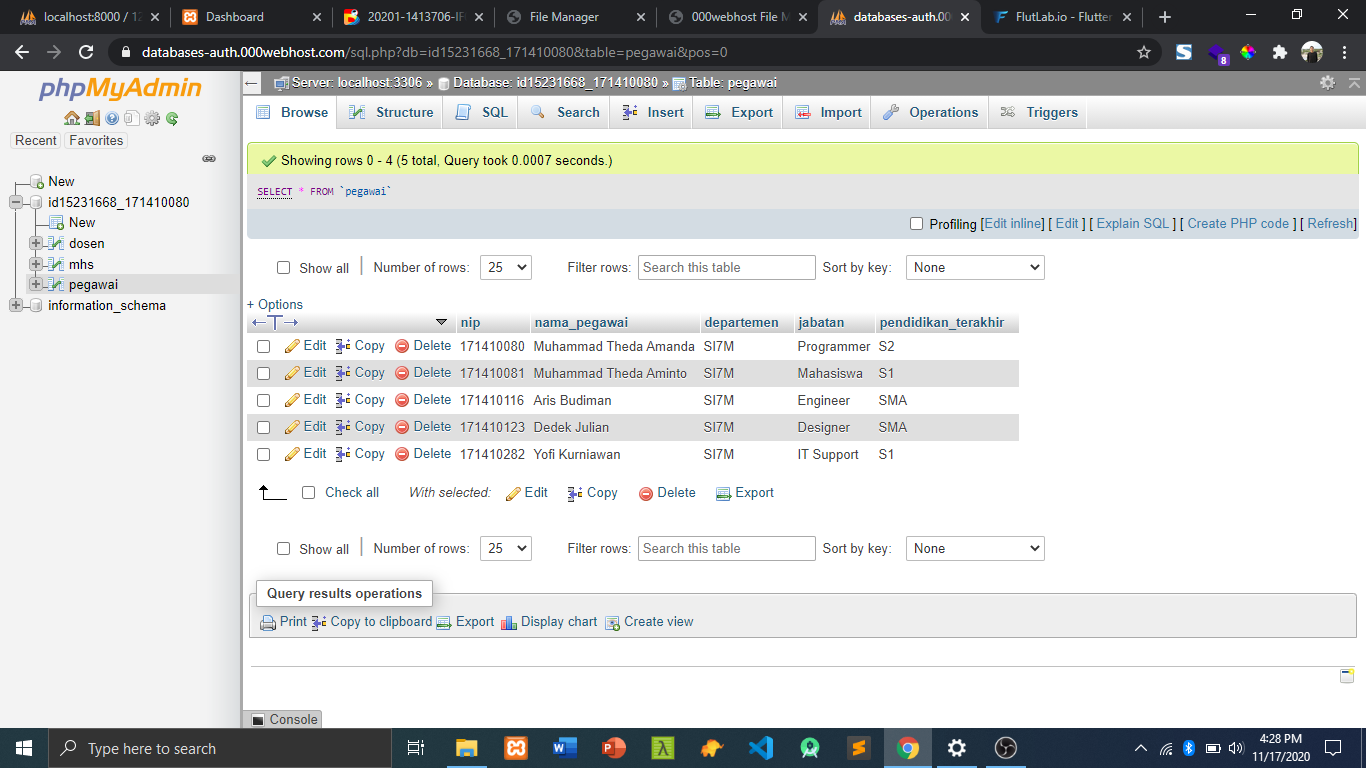 localhost:8000 / 12
Dashboard
20201-1413706-IF
File Manager
000webhost File M
databases-auth.00
FlutLab.io - Flutter
databases-auth.000webhost.com/sql.php?db=id15231668_171410080&table=pegawai&pos=0
8
phpMyAdmin
Recent Favorites
New
id15231668_171410080
New
dosen
mhs
pegawai
information_schema
Server: localhost:3306 » Database: id15231668_171410080 » Table: pegawai
Browse Structure SQL Search Insert Export Import Operations Triggers
Showing rows 0 - 4 (5 total, Query took 0.0007 seconds.)
SELECT * FROM `pegawai`
Profiling [Edit inline] [ Edit ] [ Explain SQL ] [ Create PHP code ] [ Refresh]
Show all | Number of rows: 25 Filter rows: Search this table Sort by key: None
+ Options
←T→ nip nama_pegawai departemen jabatan pendidikan_terakhir
Edit Copy Delete 171410080 Muhammad Theda Amanda SI7M Programmer S2
Edit Copy Delete 171410081 Muhammad Theda Aminto SI7M Mahasiswa S1
Edit Copy Delete 171410116 Aris Budiman SI7M Engineer SMA
Edit Copy Delete 171410123 Dedek Julian SI7M Designer SMA
Edit Copy Delete 171410282 Yofi Kurniawan SI7M IT Support S1
Check all With selected: Edit Copy Delete Export
Show all | Number of rows: 25 Filter rows: Search this table Sort by key: None
Query results operations
Print Copy to clipboard Export Display chart Create view
Console
Type here to search
4:28 PM
11/17/2020